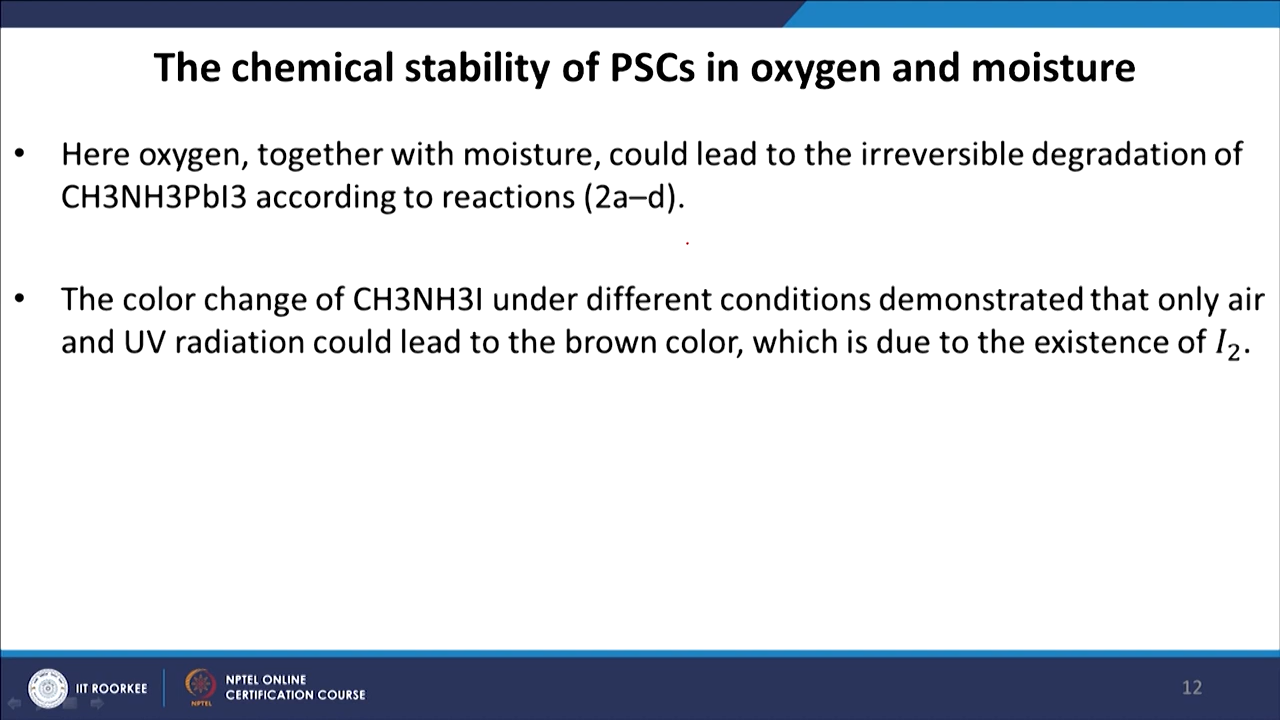 The chemical stability of PSCs in oxygen and moisture
• Here oxygen, together with moisture, could lead to the irreversible degradation of
CH3NH3PbI3 according to reactions (2a–d).
• The color change of CH3NH3I under different conditions demonstrated that only air
and UV radiation could lead to the brown color, which is due to the existence of I₂.
IIT ROORKEE
NPTEL
NPTEL ONLINE
CERTIFICATION COURSE
12